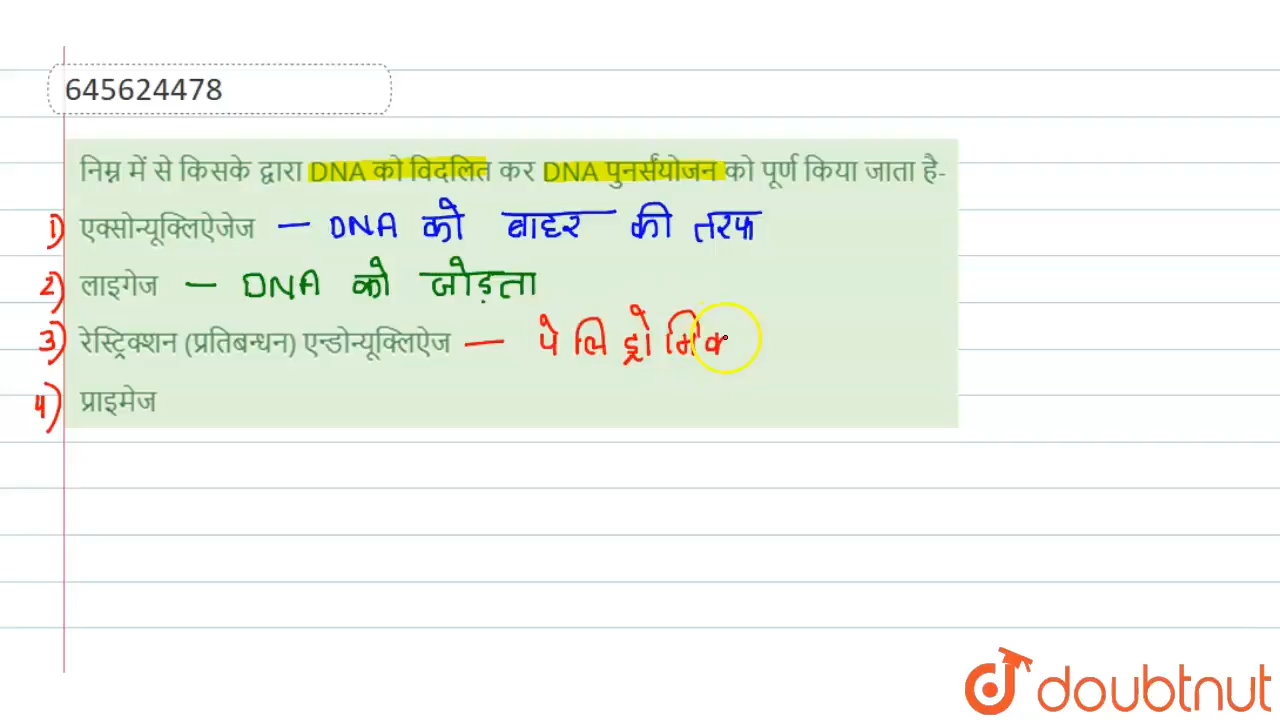 645624478
निम्न में से किसके द्वारा DNA को विदलित कर DNA पुनर्संयोजन को पूर्ण किया जाता है-
1) एक्सोन्यूक्लिऐजेज — DNA को बाहर की तरफ
2) लाइगेज — DNA को जोड़ता
3) रेस्ट्रिक्शन (प्रतिबन्धन) एन्डोन्यूक्लिऐज — पेलिड्रोमिक
4) प्राइमेज
doubtnut